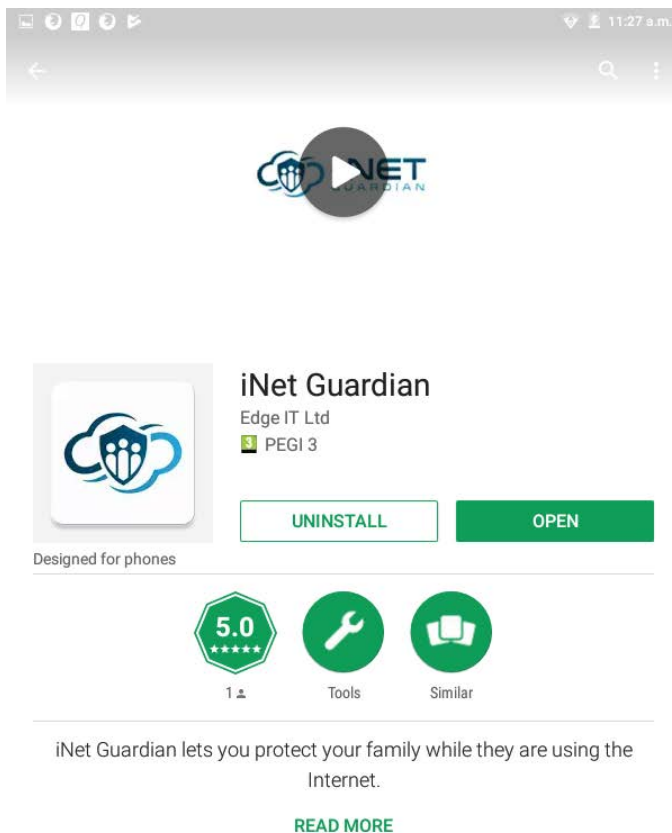 11:27 a.m.
NET
GUARDIAN
iNet Guardian
Edge IT Ltd
3 PEGI 3
UNINSTALL
OPEN
Designed for phones
5.0
1
Tools
Similar
iNet Guardian lets you protect your family while they are using the
Internet.
READ MORE